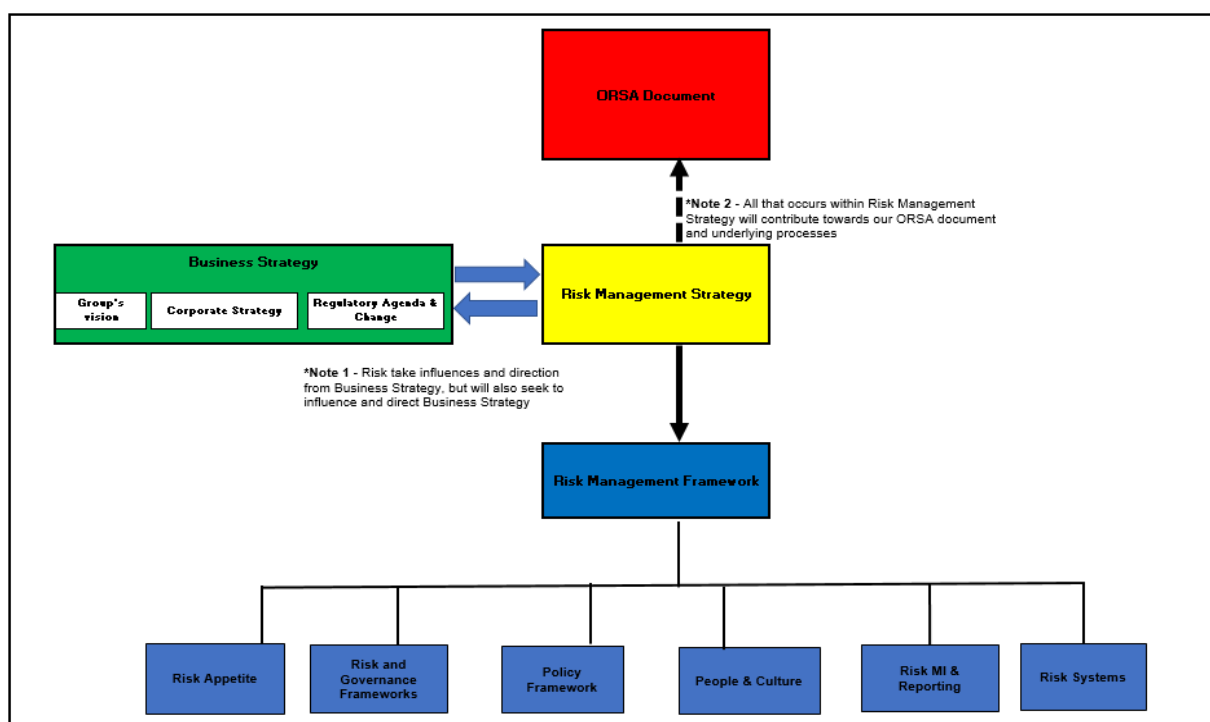 ORSA Document
*Note 2 - All that occurs within Risk Management
Strategy will contribute towards our ORSA document
and underlying processes
Business Strategy
Group's
vision
Corporate Strategy
Regulatory Agenda &
Change
Risk Management Strategy
*Note 1 - Risk take influences and direction
from Business Strategy, but will also seek to
influence and direct Business Strategy
Risk Management Framework
Risk Appetite
Risk and
Governance
Frameworks
Policy
Framework
People & Culture
Risk MI &
Reporting
Risk Systems